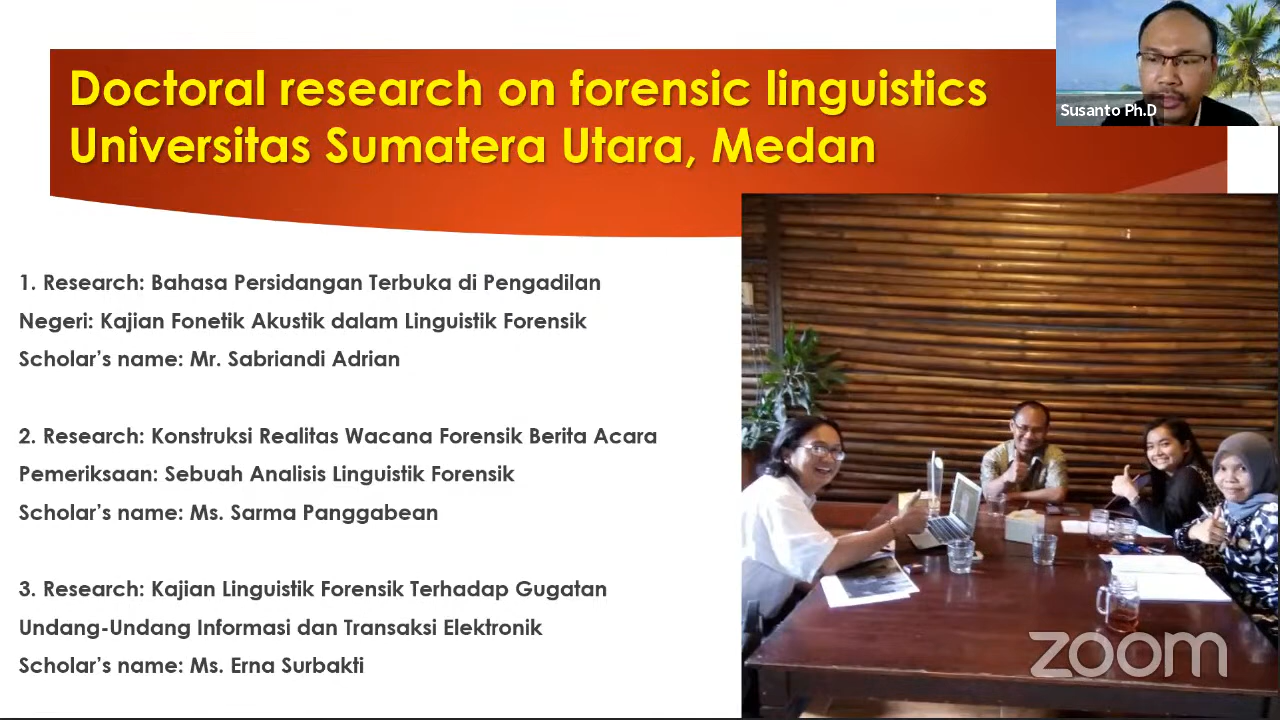 Doctoral research on forensic linguistics
Universitas Sumatera Utara, Medan
Susanto Ph.D
1. Research: Bahasa Persidangan Terbuka di Pengadilan
Negeri: Kajian Fonetik Akustik dalam Linguistik Forensik
Scholar’s name: Mr. Sabriandi Adrian
2. Research: Konstruksi Realitas Wacana Forensik Berita Acara
Pemeriksaan: Sebuah Analisis Linguistik Forensik
Scholar’s name: Ms. Sarma Panggabean
3. Research: Kajian Linguistik Forensik Terhadap Gugatan
Undang-Undang Informasi dan Transaksi Elektronik
Scholar’s name: Ms. Erna Surbakti
zoom